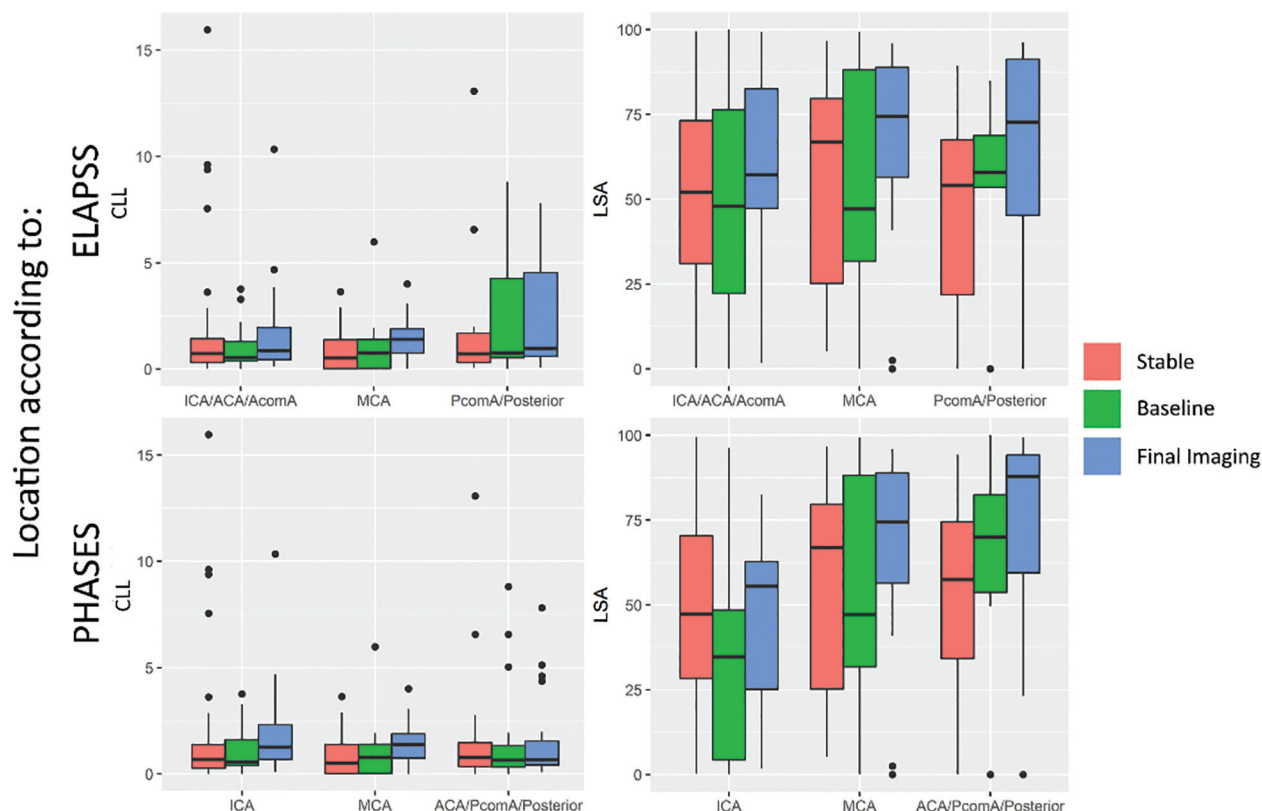 Location according to:
ELAPSS
CLL
15
10
5
0
ICA/ACA/AcomA
MCA
PcomA/Posterior
LSA
100
75
50
25
0
ICA/ACA/AcomA
MCA
PcomA/Posterior
PHASES
CLL
15
10
5
0
ICA
MCA
ACA/PcomA/Posterior
LSA
100
75
50
25
0
ICA
MCA
ACA/PcomA/Posterior
Stable
Baseline
Final Imaging